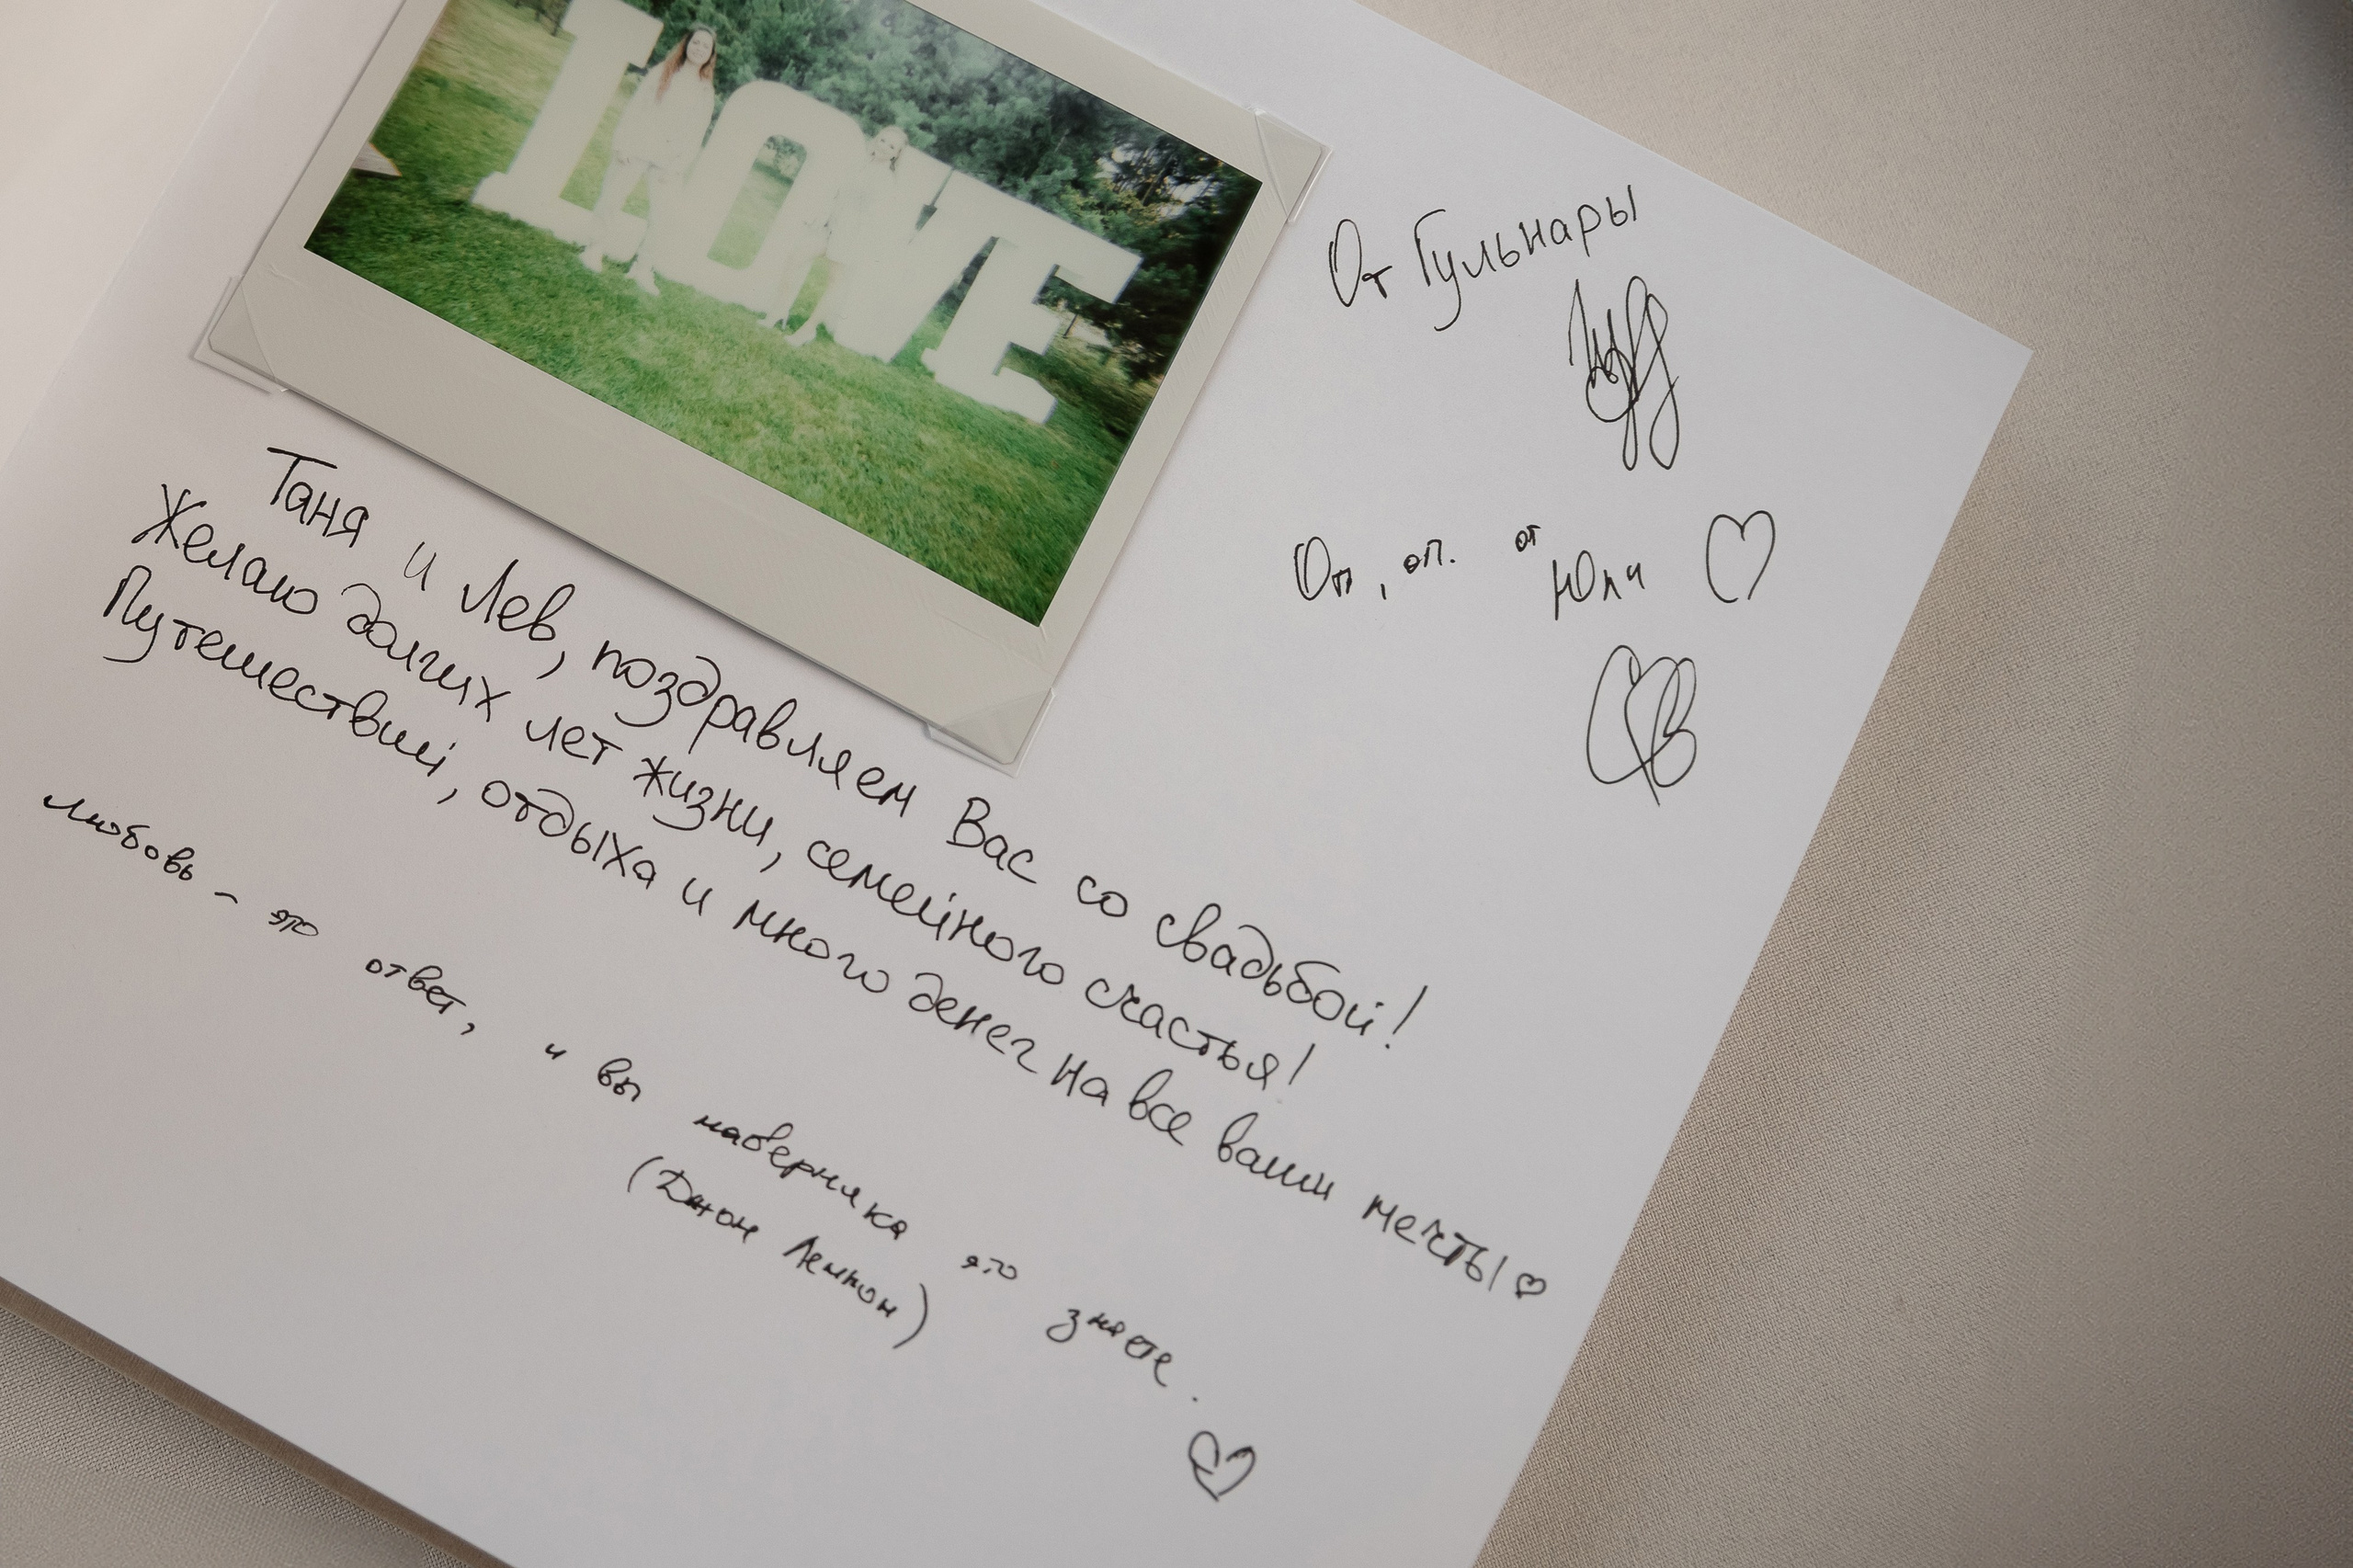 LOVE
От Гульнары
Оп, оп. от Юли
Таня и Лев, поздравляем Вас со свадьбой!
Желаю долгих лет жизни, семейного счастья!
Путешествий, отдыха и много денег на все ваши мечты
любовь - это ответ, и вы наверняка это знаете.
(Джон Леннон)